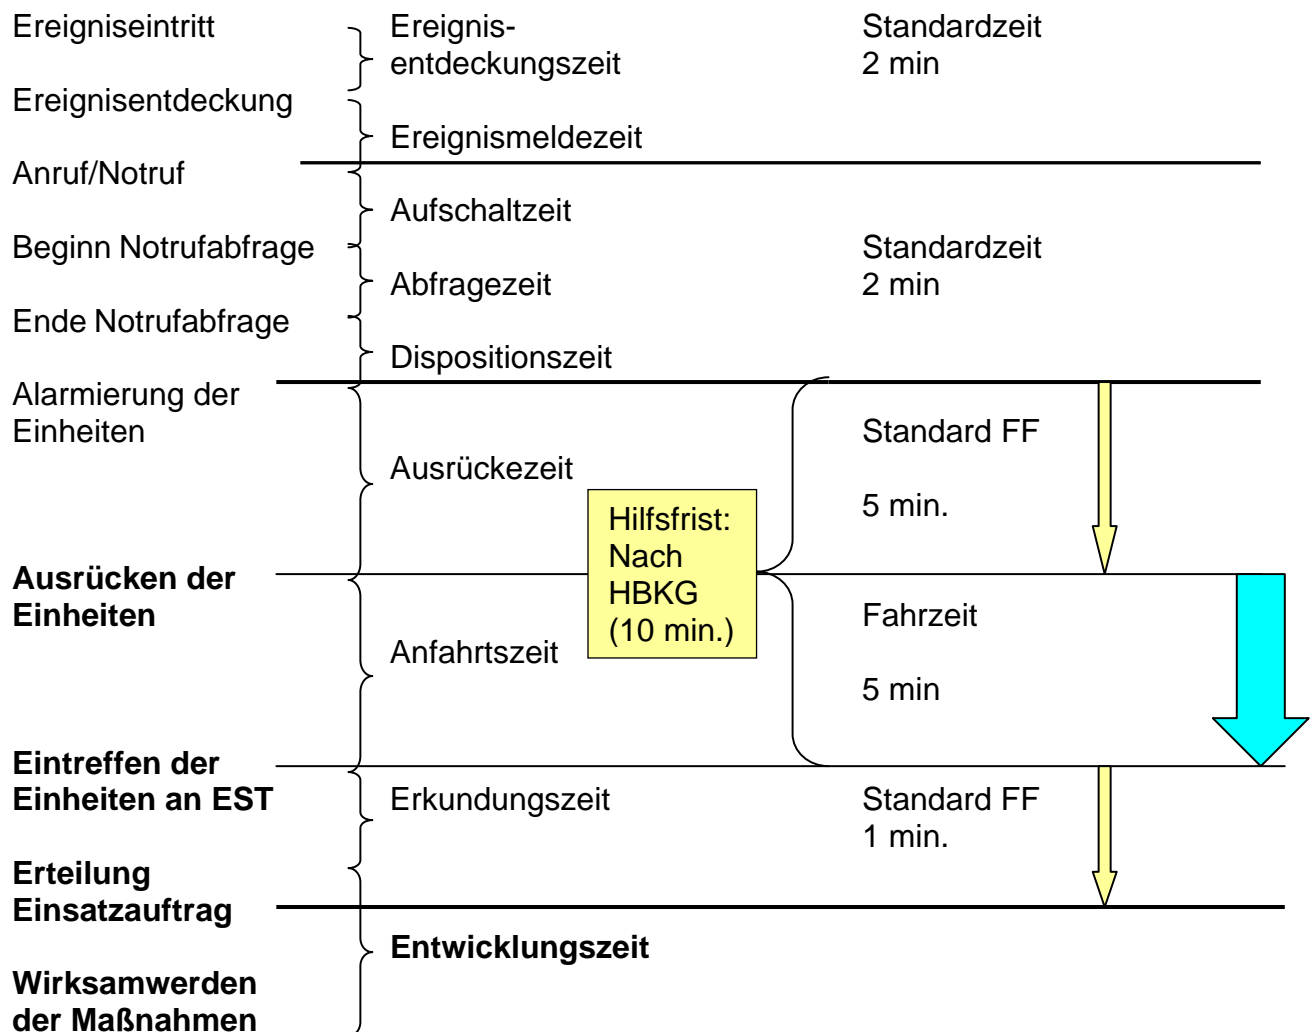 Ereigniseintritt
Ereignis-
entdeckungszeit
Standardzeit
2 min
Ereignisentdeckung
Ereignismeldezeit
Anruf/Notruf
Aufschaltzeit
Beginn Notrufabfrage
Abfragezeit
Standardzeit
2 min
Ende Notrufabfrage
Dispositionszeit
Alarmierung der
Einheiten
Ausrückezeit
Standard FF
5 min.
Hilfsfrist:
Nach
HBKG
(10 min.)
Ausrücken der
Einheiten
Anfahrtszeit
Fahrzeit
5 min
Eintreffen der
Einheiten an EST
Erkundungszeit
Standard FF
1 min.
Erteilung
Einsatzauftrag
Entwicklungszeit
Wirksamwerden
der Maßnahmen